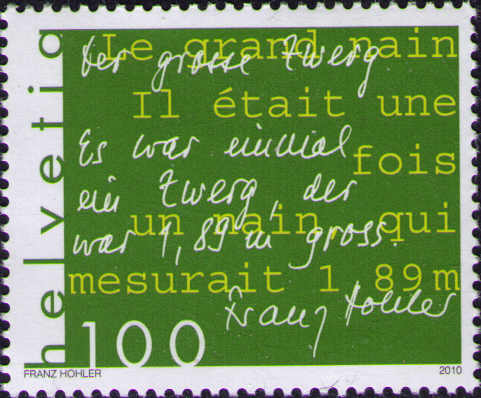 helvetia
Le grand nain
Il était une
fois
un nain, qui
mesurait 1,89m
Der grosse Zwerg
Es war einmal
ein Zwerg, der
war 1,89 m gross.
Franz Hohler
100
FRANZ HOHLER
2010